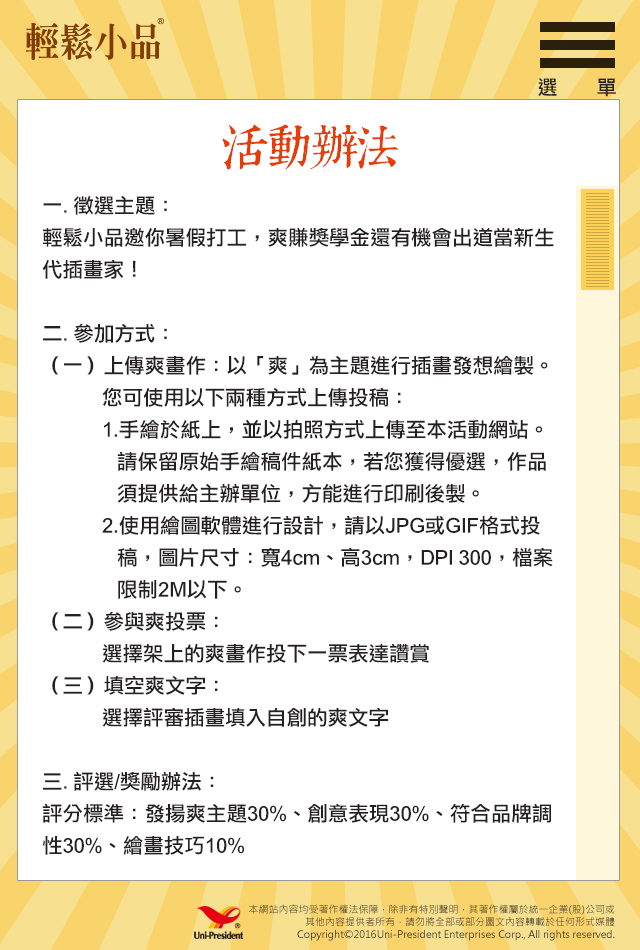 輕鬆小品®
選 單
活動辦法
一. 徵選主題：
輕鬆小品邀你暑假打工，爽賺獎學金還有機會出道當新生
代插畫家！
二. 參加方式：
（一）上傳爽畫作：以「爽」為主題進行插畫發想繪製。
您可使用以下兩種方式上傳投稿：
1.手繪於紙上，並以拍照方式上傳至本活動網站。
請保留原始手繪稿件紙本，若您獲得優選，作品
須提供給主辦單位，方能進行印刷後製。
2.使用繪圖軟體進行設計，請以JPG或GIF格式投
稿，圖片尺寸：寬4cm、高3cm，DPI 300，檔案
限制2M以下。
（二）參與爽投票：
選擇架上的爽畫作投下一票表達讚賞
（三）填空爽文字：
選擇評審插畫填入自創的爽文字
三. 評選/獎勵辦法：
評分標準：發揚爽主題30%、創意表現30%、符合品牌調
性30%、繪畫技巧10%
Uni-President®
本網站內容均受著作權法保障，除非有特別聲明，其著作權屬於統一企業(股)公司或
其他內容提供者所有，請勿將全部或部分圖文內容轉載於任何形式媒體
Copyright©2016Uni-President Enterprises Corp, All rights reserved.